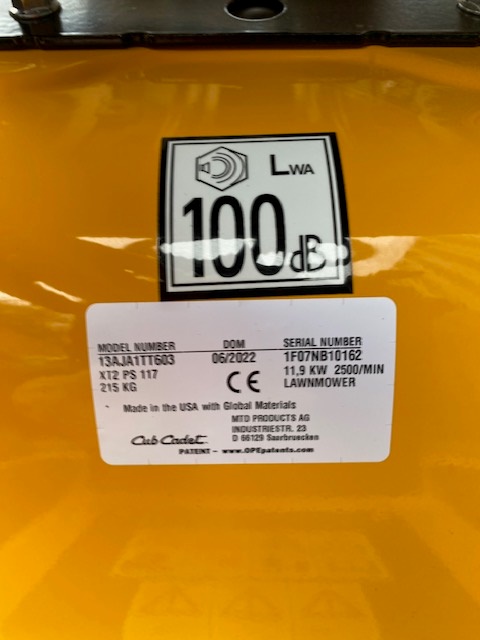 LWA
100 dB
MODEL NUMBER DOM SERIAL NUMBER
13AJA1TT603 06/2022 1F07NB10162
XT2 PS 117 11,9 KW 2500/MIN
215 KG CE LAWNMOWER
Made in the USA with Global Materials
MTD PRODUCTS AG
INDUSTRIESTR. 23
Cub Cadet. D 66129 Saarbruecken
PATENT – www.OPEpatents.com